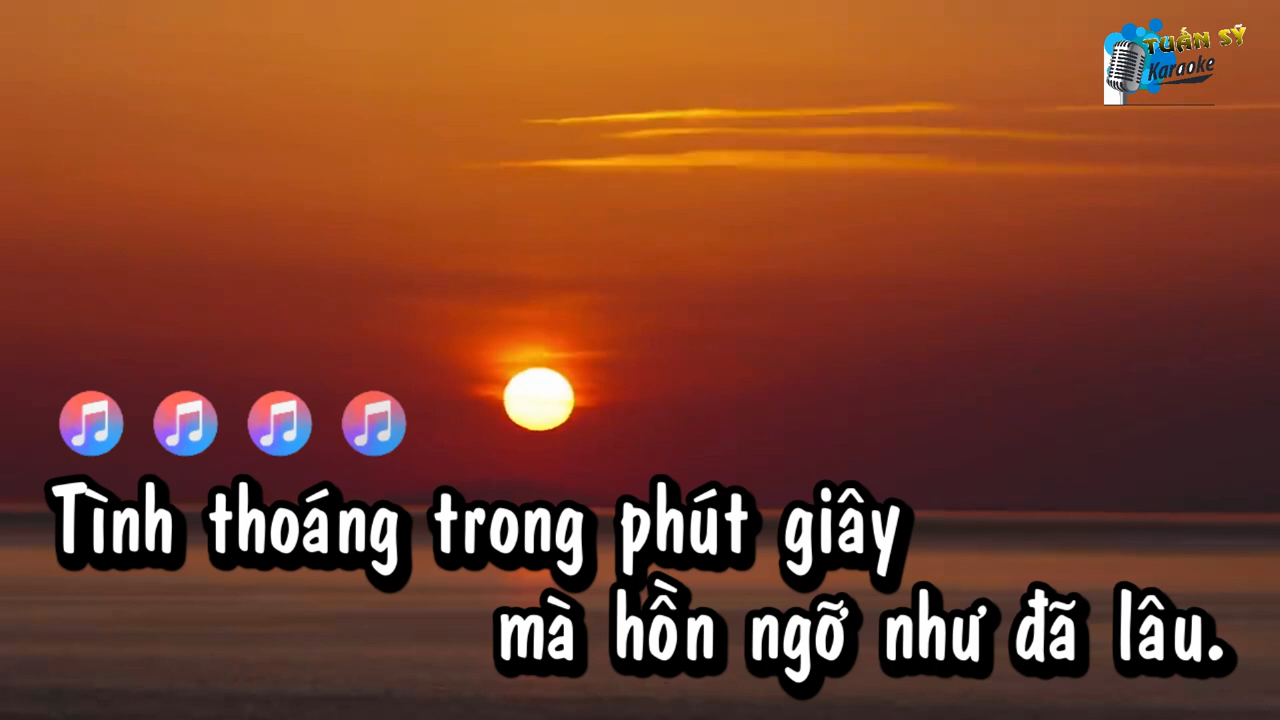 TUẤN SỸ
Karaoke
Tình thoáng trong phút giây
mà hồn ngỡ như đã lâu.